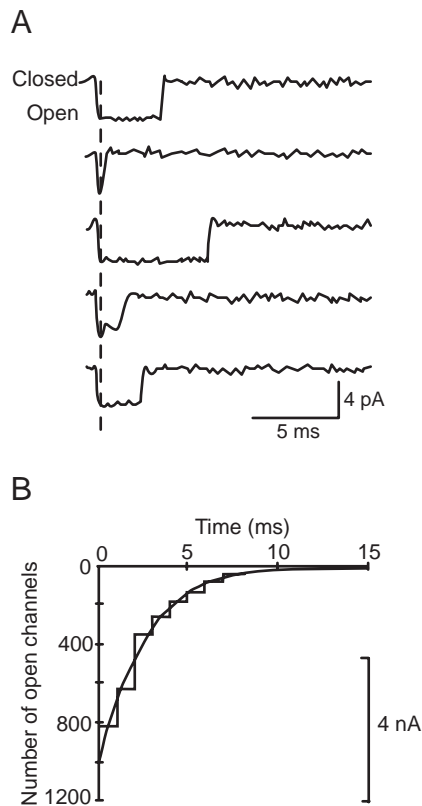 A
Closed
Open
4 pA
5 ms
B
Time (ms)
0 5 10 15
Number of open channels
0
400
800
1200
4 nA